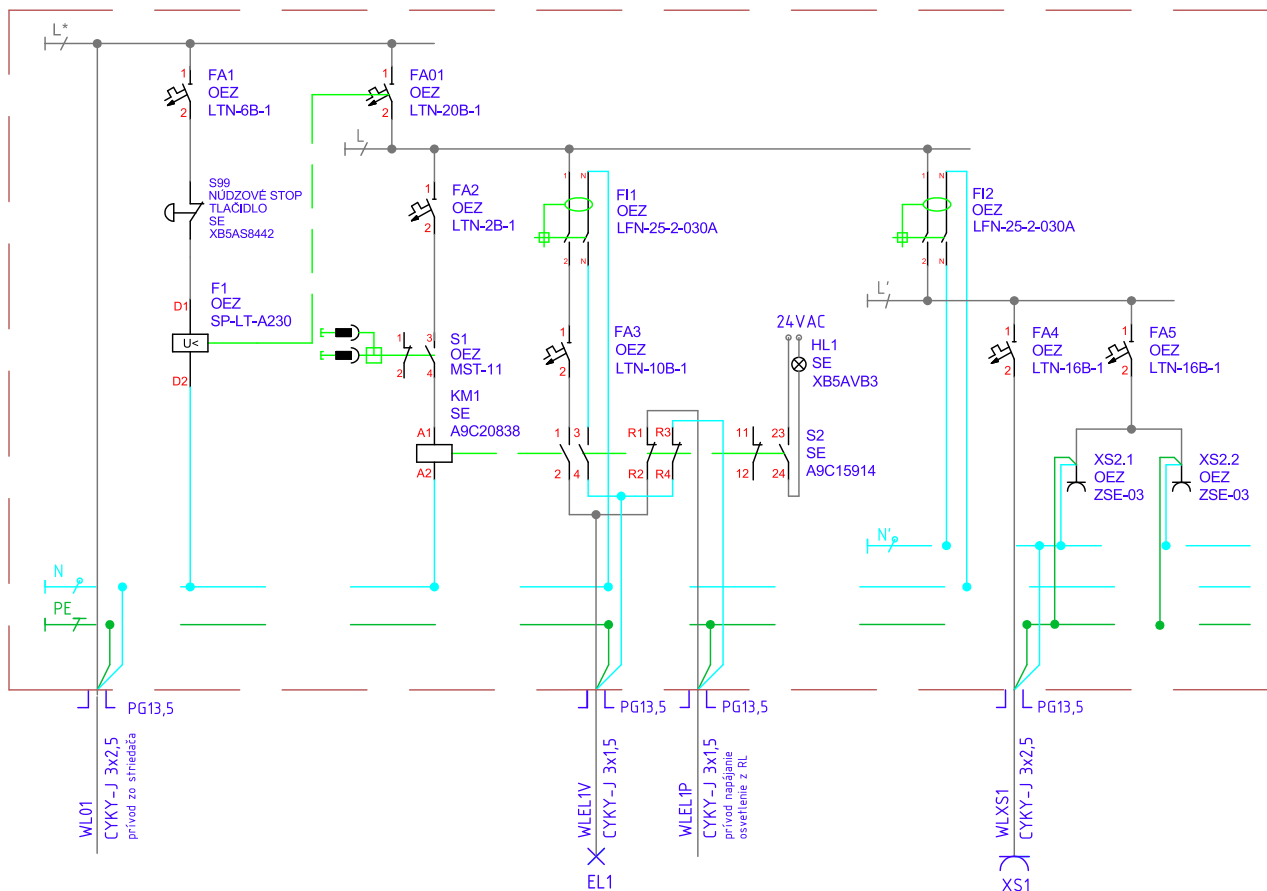 L*
1
2
FA1
OEZ
LTN-6B-1
1
2
FA01
OEZ
LTN-20B-1
L
S99
NÚDZOVÉ STOP
TLAČIDLO
SE
XB5AS8442
1
2
FA2
OEZ
LTN-2B-1
1
N
2
N
FI1
OEZ
LFN-25-2-030A
1
N
2
N
FI2
OEZ
LFN-25-2-030A
L'
D1
D2
U<
F1
OEZ
SP-LT-A230
1
2
3
4
S1
OEZ
MST-11
1
2
FA3
OEZ
LTN-10B-1
24VAC
HL1
SE
XB5AVB3
1
2
FA4
OEZ
LTN-16B-1
1
2
FA5
OEZ
LTN-16B-1
A1
A2
KM1
SE
A9C20838
1
3
2
4
R1
R3
R2
R4
11
12
23
24
S2
SE
A9C15914
XS2.1
OEZ
ZSE-03
XS2.2
OEZ
ZSE-03
N'
N
PE
PG13,5
PG13,5
PG13,5
PG13,5
WL01
CYKY-J 3x2,5
prívod zo striedača
WLEL1V
CYKY-J 3x1,5
WLEL1P
CYKY-J 3x1,5
prívod napájanie
osvetlenie z RL
WLXS1
CYKY-J 3x2,5
EL1
XS1